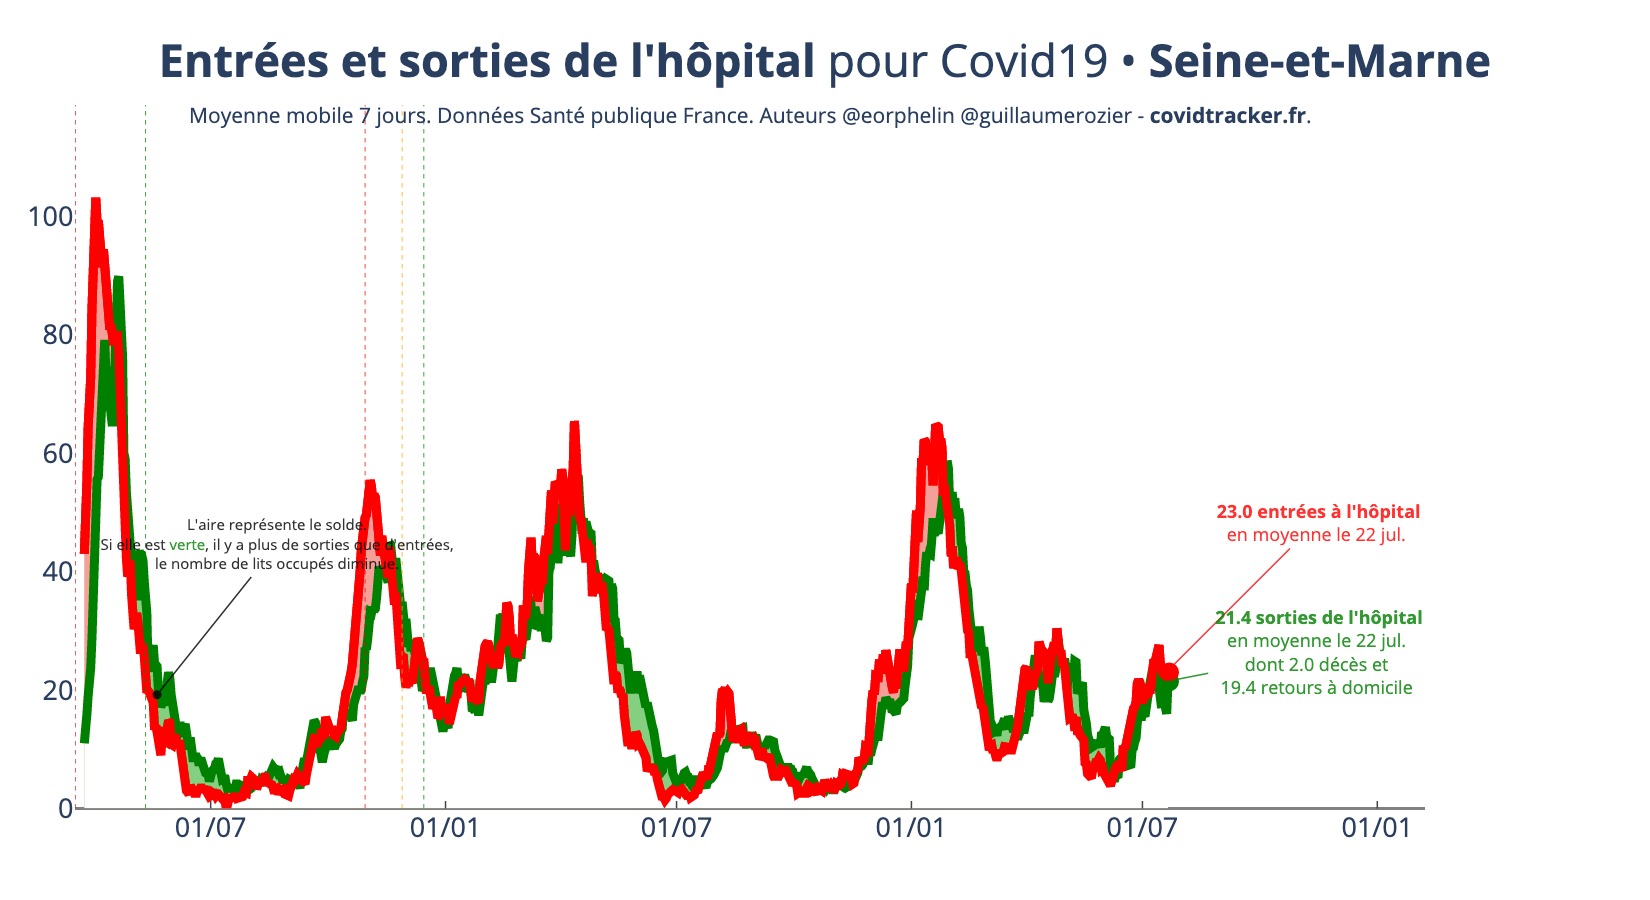 Entrées et sorties de l'hôpital pour Covid19 • Seine-et-Marne
Moyenne mobile 7 jours. Données Santé publique France. Auteurs @eorphelin @guillaumerozier - covidtracker.fr.
100
80
60
40
20
0
L'aire représente le solde.
Si elle est verte, il y a plus de sorties que d'entrées,
le nombre de lits occupés diminue.
23.0 entrées à l'hôpital
en moyenne le 22 jul.
21.4 sorties de l'hôpital
en moyenne le 22 jul.
dont 2.0 décès et
19.4 retours à domicile
01/07
01/01
01/07
01/01
01/07
01/01